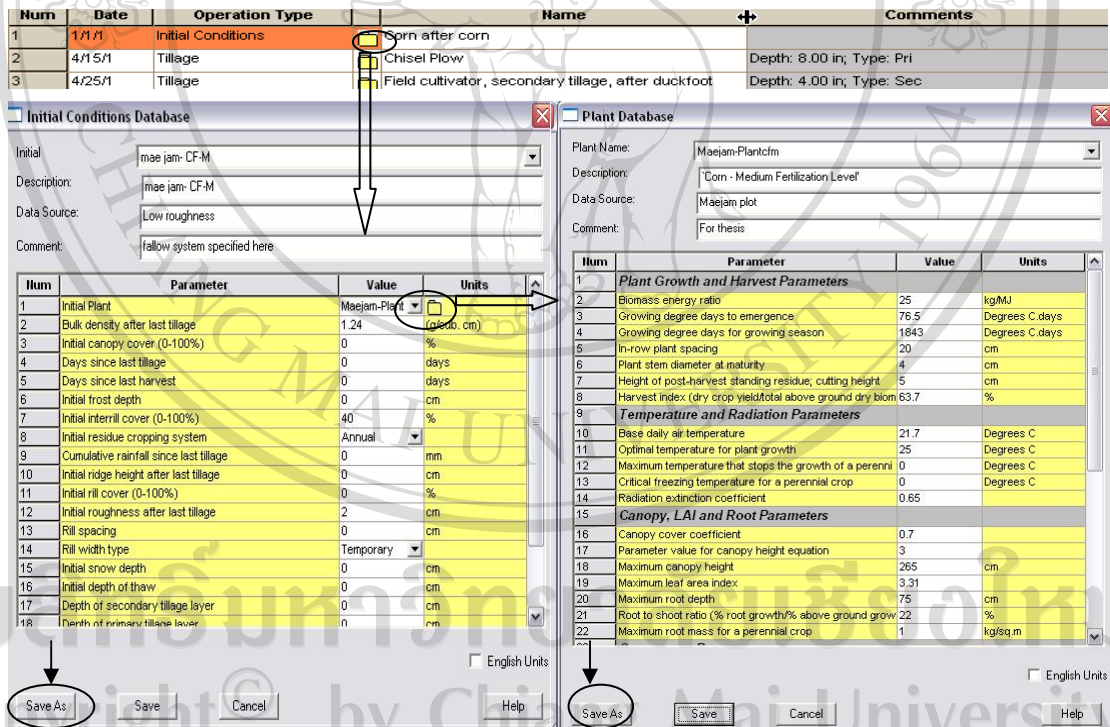 Num Date Operation Type Name Comments
1 1/1/1 Initial Conditions Corn after corn
2 4/15/1 Tillage Chisel Plow Depth: 8.00 in; Type: Pri
3 4/25/1 Tillage Field cultivator, secondary tillage, after duckfoot Depth: 4.00 in; Type: Sec
Initial Conditions Database
Initial mae jam- CF-M
Description: mae jam- CF-M
Data Source: Low roughness
Comment: fallow system specified here
Num Parameter Value Units
1 Initial Plant Maejam-Plant
2 Bulk density after last tillage 1.24 (g/cub. cm)
3 Initial canopy cover (0-100%) 0 %
4 Days since last tillage 0 days
5 Days since last harvest 0 days
6 Initial frost depth 0 cm
7 Initial interrill cover (0-100%) 40 %
8 Initial residue cropping system Annual
9 Cumulative rainfall since last tillage 0 mm
10 Initial ridge height after last tillage 0 cm
11 Initial rill cover (0-100%) 0 %
12 Initial roughness after last tillage 2 cm
13 Rill spacing 0 cm
14 Rill width type Temporary
15 Initial snow depth 0 cm
16 Initial depth of thaw 0 cm
17 Depth of secondary tillage layer 0 cm
18 Depth of primary tillage layer 0 cm
English Units
Save As Save Cancel Help
Plant Database
Plant Name: Maejam-Plantcfm
Description: `Corn - Medium Fertilization Level'
Data Source: Maejam plot
Comment: For thesis
Num Parameter Value Units
1 Plant Growth and Harvest Parameters
2 Biomass energy ratio 25 kg/MJ
3 Growing degree days to emergence 76.5 Degrees C.days
4 Growing degree days for growing season 1843 Degrees C.days
5 In-row plant spacing 20 cm
6 Plant stem diameter at maturity 4 cm
7 Height of post-harvest standing residue; cutting height 5 cm
8 Harvest index (dry crop yield/total above ground dry biom 63.7 %
9 Temperature and Radiation Parameters
10 Base daily air temperature 21.7 Degrees C
11 Optimal temperature for plant growth 25 Degrees C
12 Maximum temperature that stops the growth of a perenni 0 Degrees C
13 Critical freezing temperature for a perennial crop 0 Degrees C
14 Radiation extinction coefficient 0.65
15 Canopy, LAI and Root Parameters
16 Canopy cover coefficient 0.7
17 Parameter value for canopy height equation 3
18 Maximum canopy height 265 cm
19 Maximum leaf area index 3.31
20 Maximum root depth 75 cm
21 Root to shoot ratio (% root growth/% above ground grow 22 %
22 Maximum root mass for a perennial crop 1 kg/sq.m
English Units
Save As Save Cancel Help
CHIANG MAI UNIVERSITY 1964